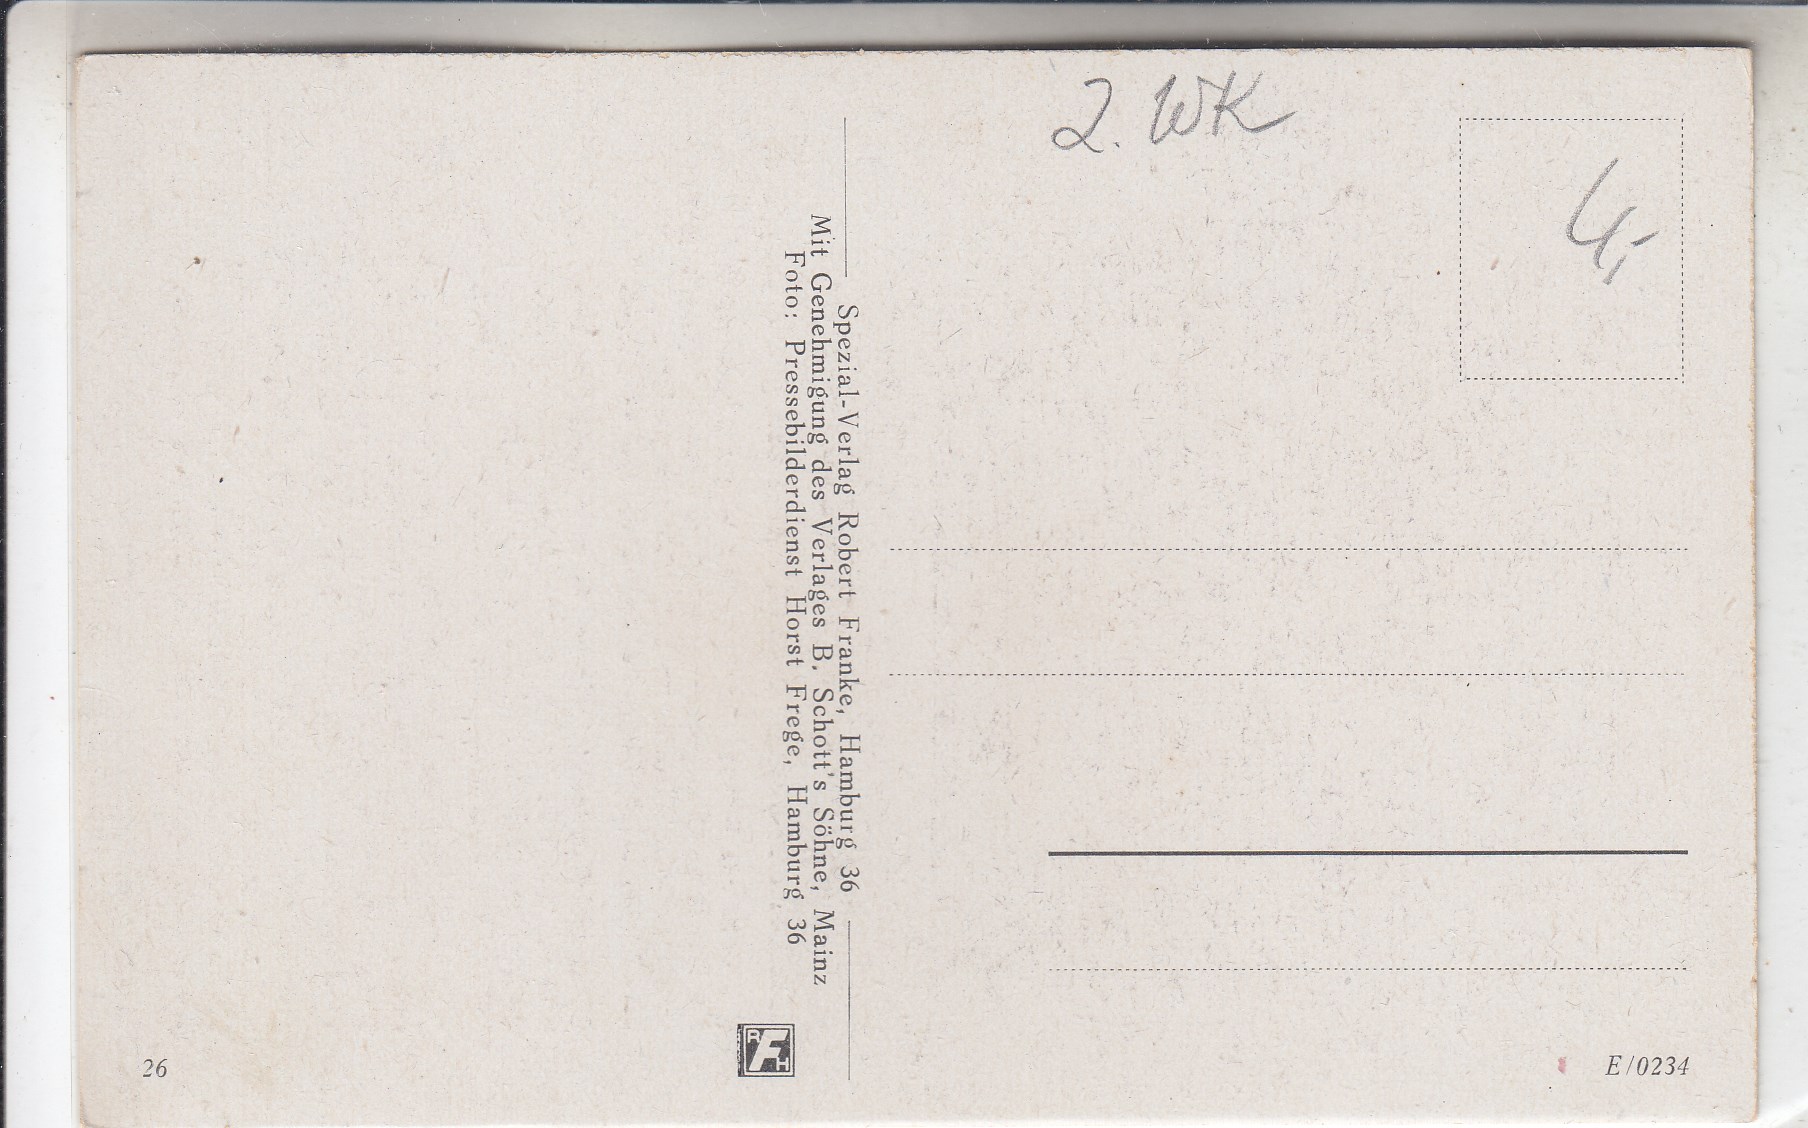 2. WK
4,-
Spezial-Verlag Robert Franke, Hamburg 36
Mit Genehmigung des Verlages B. Schott's Söhne, Mainz
Foto: Pressebilderdienst Horst Frege, Hamburg 36
RFH
26
E/0234